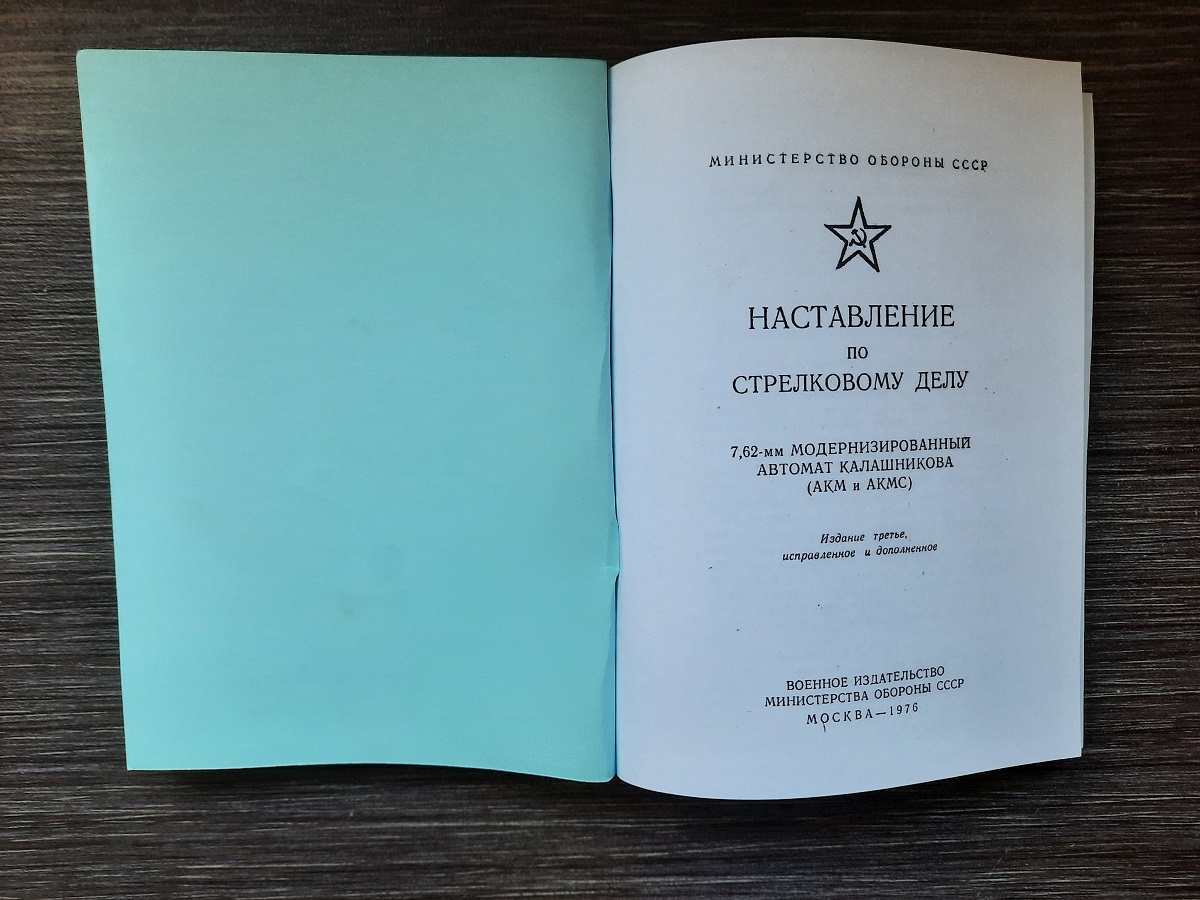 МИНИСТЕРСТВО ОБОРОНЫ СССР
НАСТАВЛЕНИЕ
ПО
СТРЕЛКОВОМУ ДЕЛУ
7,62-мм МОДЕРНИЗИРОВАННЫЙ
АВТОМАТ КАЛАШНИКОВА
(АКМ и АКМС)
Издание третье,
исправленное и дополненное
ВОЕННОЕ ИЗДАТЕЛЬСТВО
МИНИСТЕРСТВА ОБОРОНЫ СССР
МОСКВА—1976